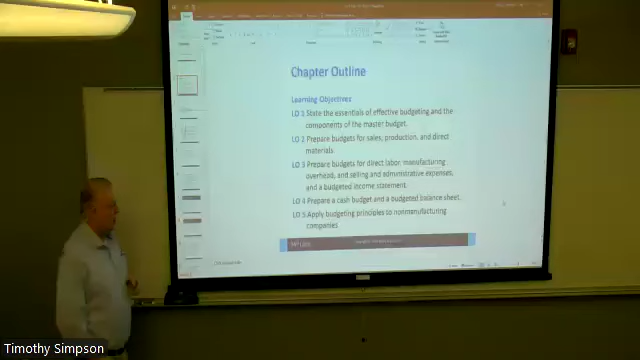 Chapter Outline
Learning Objectives
LO 1 State the essentials of effective budgeting and the
components of the master budget.
LO 2 Prepare budgets for sales, production, and direct
materials.
LO 3 Prepare budgets for direct labor, manufacturing
overhead, and selling and administrative expenses,
and a budgeted income statement.
LO 4 Prepare a cash budget and a budgeted balance sheet.
LO 5 Apply budgeting principles to nonmanufacturing
companies.
Timothy Simpson